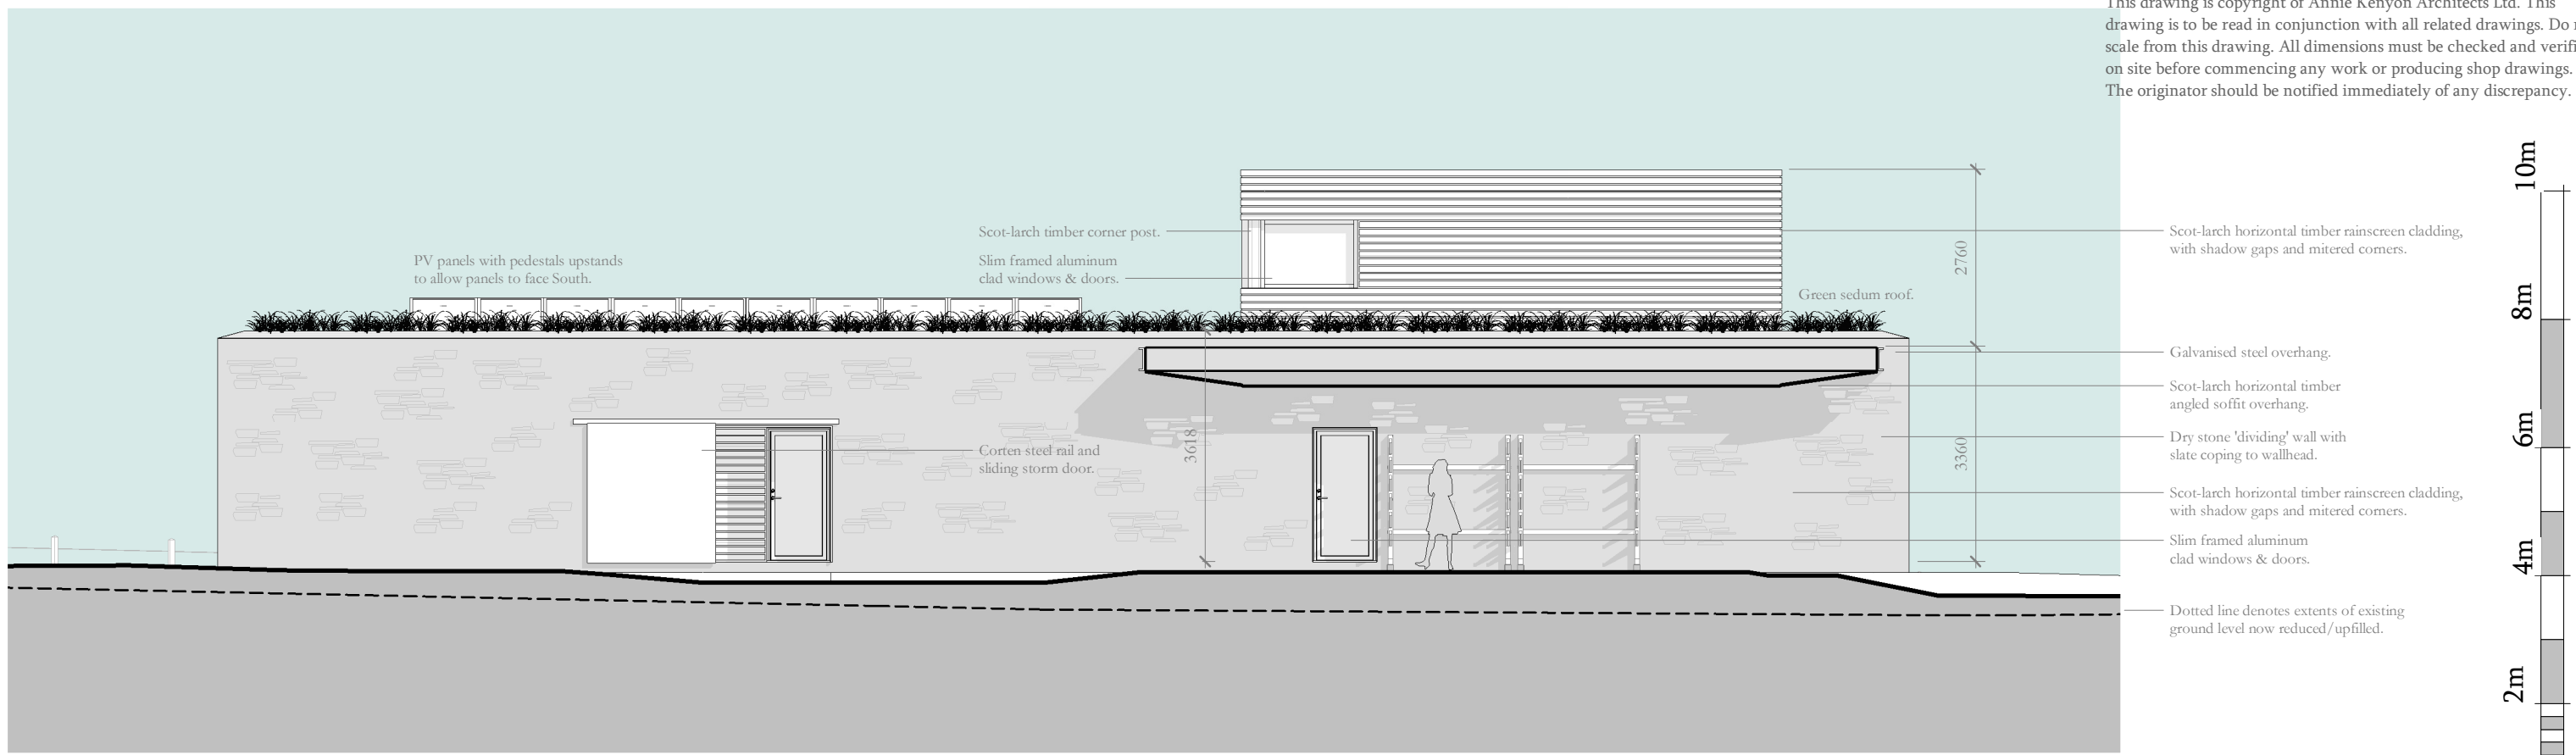 This drawing is copyright of Annie Kenyon Architects Ltd. This
drawing is to be read in conjunction with all related drawings. Do
scale from this drawing. All dimensions must be checked and
on site before commencing any work or producing shop drawings.
The originator should be notified immediately of any discrepancy.
Scot-larch timber corner post.
PV panels with pedestals upstands
to allow panels to face South.
Slim framed aluminum
clad windows & doors.
Green sedum roof.
2760
3618
3360
Corten steel rail and
sliding storm door.
Scot-larch horizontal timber rainscreen cladding,
with shadow gaps and mitered corners.
Galvanised steel overhang.
Scot-larch horizontal timber
angled soffit overhang.
Dry stone 'dividing' wall with
slate coping to wallhead.
Scot-larch horizontal timber rainscreen cladding,
with shadow gaps and mitered corners.
Slim framed aluminum
clad windows & doors.
Dotted line denotes extents of existing
ground level now reduced/upfilled.
10m
8m
6m
4m
2m